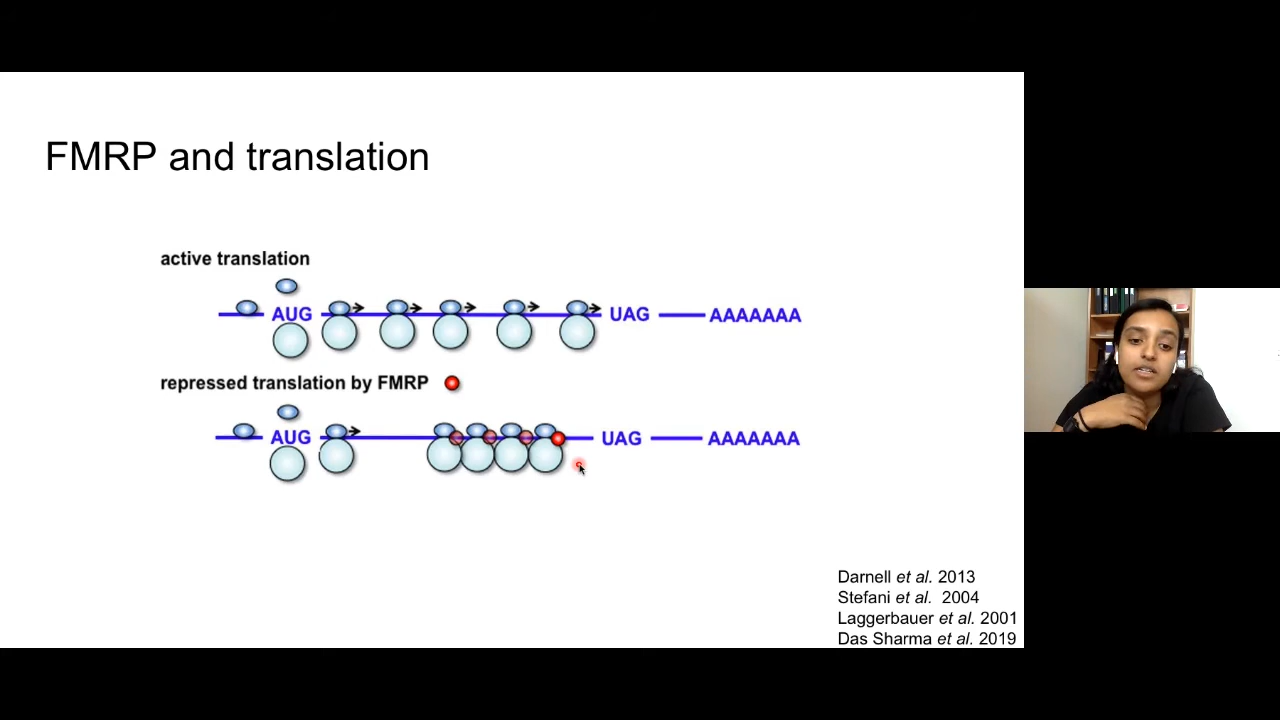 FMRP and translation
active translation
AUG UAG AAAAAAA
repressed translation by FMRP
AUG UAG AAAAAAA
Darnell et al. 2013
Stefani et al. 2004
Laggerbauer et al. 2001
Das Sharma et al. 2019